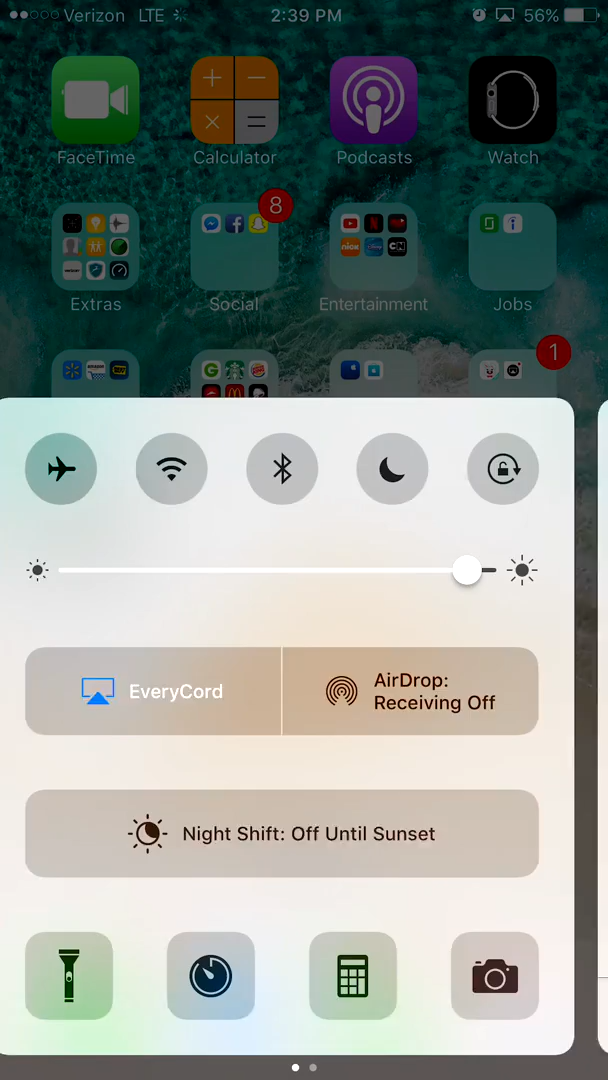 Verizon LTE 2:39 PM 56%
FaceTime Calculator Podcasts Watch
8
Extras Social Entertainment Jobs
1
EveryCord
AirDrop:
Receiving Off
Night Shift: Off Until Sunset